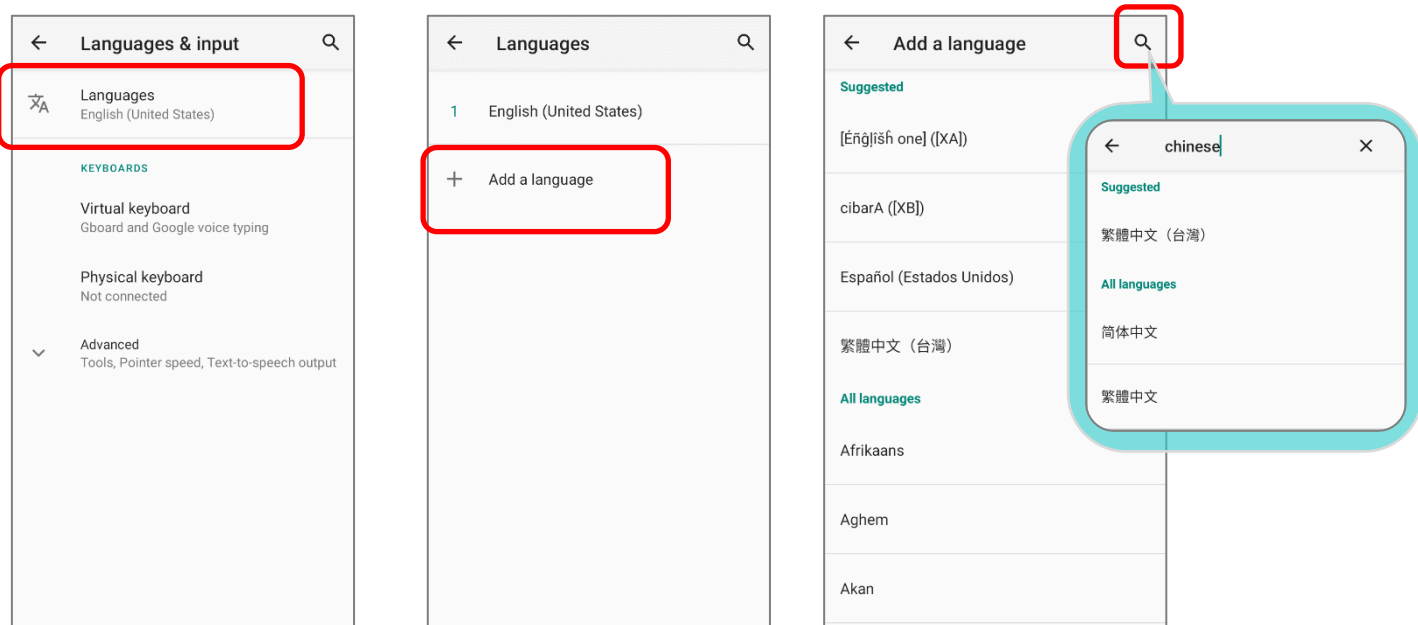 Languages & input
Languages
English (United States)
KEYBOARDS
Virtual keyboard
Gboard and Google voice typing
Physical keyboard
Not connected
Advanced
Tools, Pointer speed, Text-to-speech output
Languages
1 English (United States)
Add a language
Add a language
Suggested
[Éñĝļîšĥ one] ([XA])
cibarA ([XB])
Español (Estados Unidos)
繁體中文（台灣）
All languages
Afrikaans
Aghem
Akan
chinese
Suggested
繁體中文（台灣）
All languages
简体中文
繁體中文